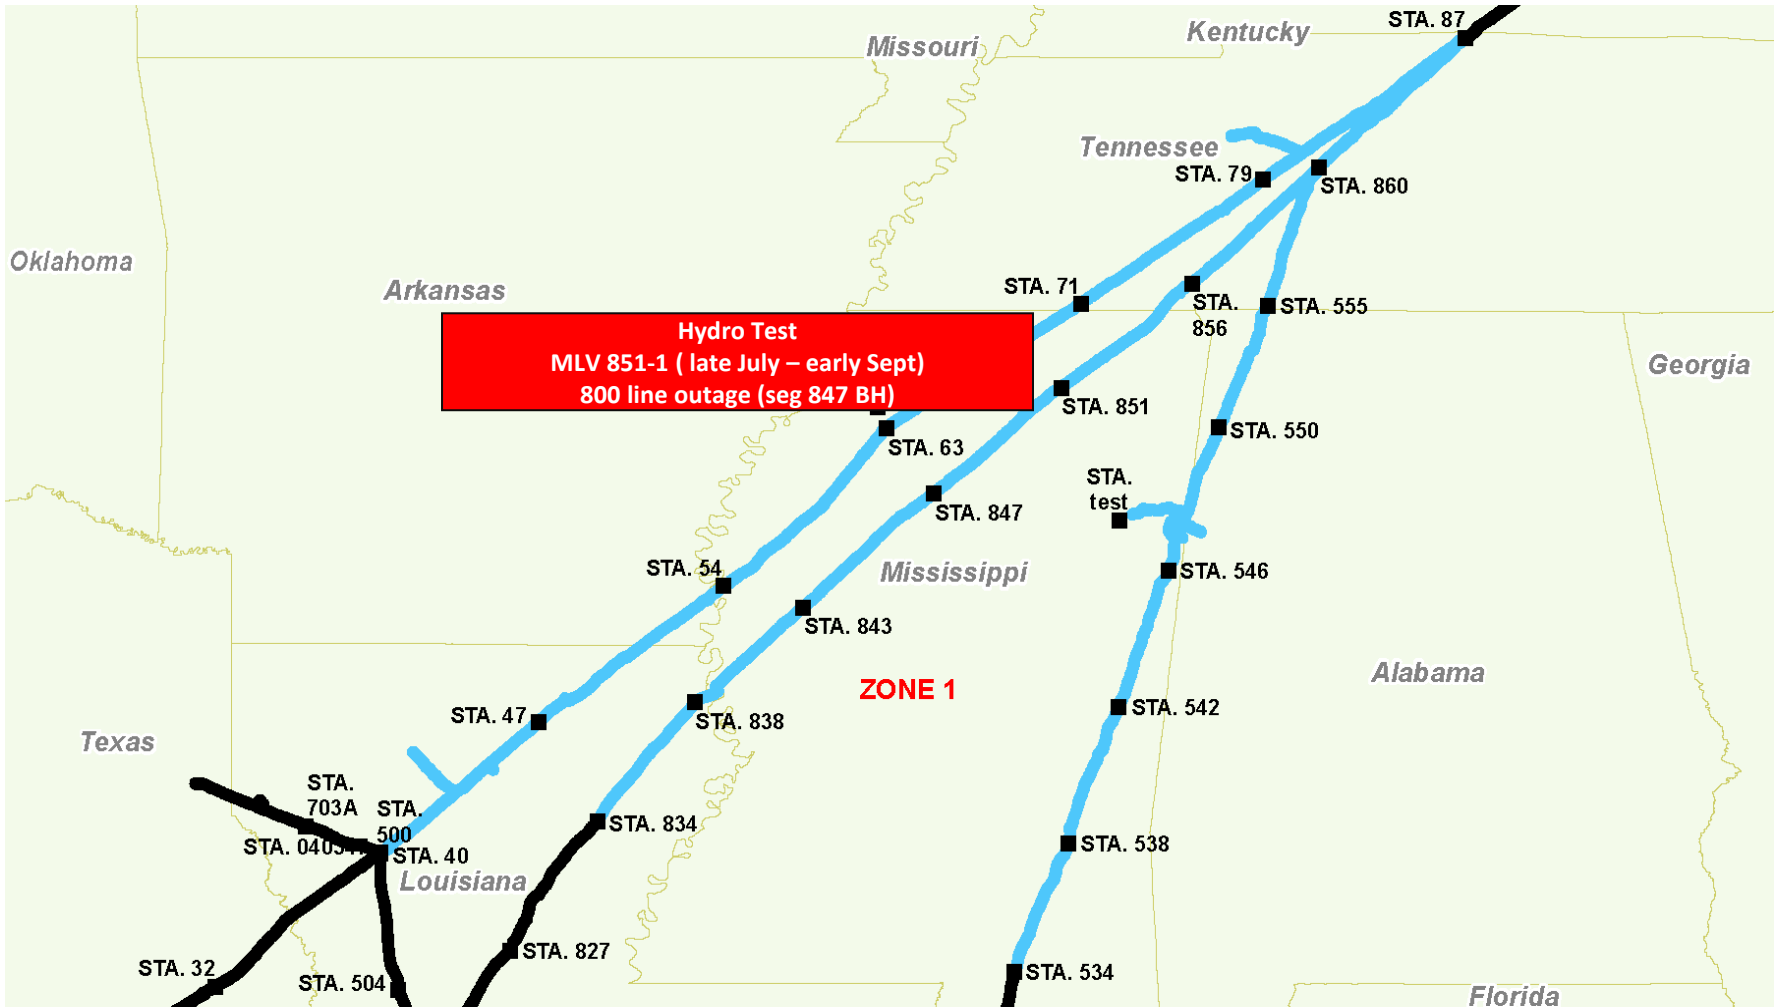 STA. 87
Kentucky
Missouri
Tennessee
STA. 79
STA. 860
Oklahoma
Arkansas
STA. 71
STA.
856
STA. 555
Hydro Test
MLV 851-1 ( late July – early Sept)
800 line outage (seg 847 BH)
Georgia
STA. 851
STA. 550
STA. 63
STA.
test
STA. 847
STA. 54
Mississippi
STA. 546
STA. 843
ZONE 1
Alabama
STA. 47
STA. 838
STA. 542
Texas
STA.
703A
STA.
500
STA. 834
STA.
STA. 40
STA. 538
Louisiana
STA. 827
STA. 32
STA. 504
STA. 534
Florida